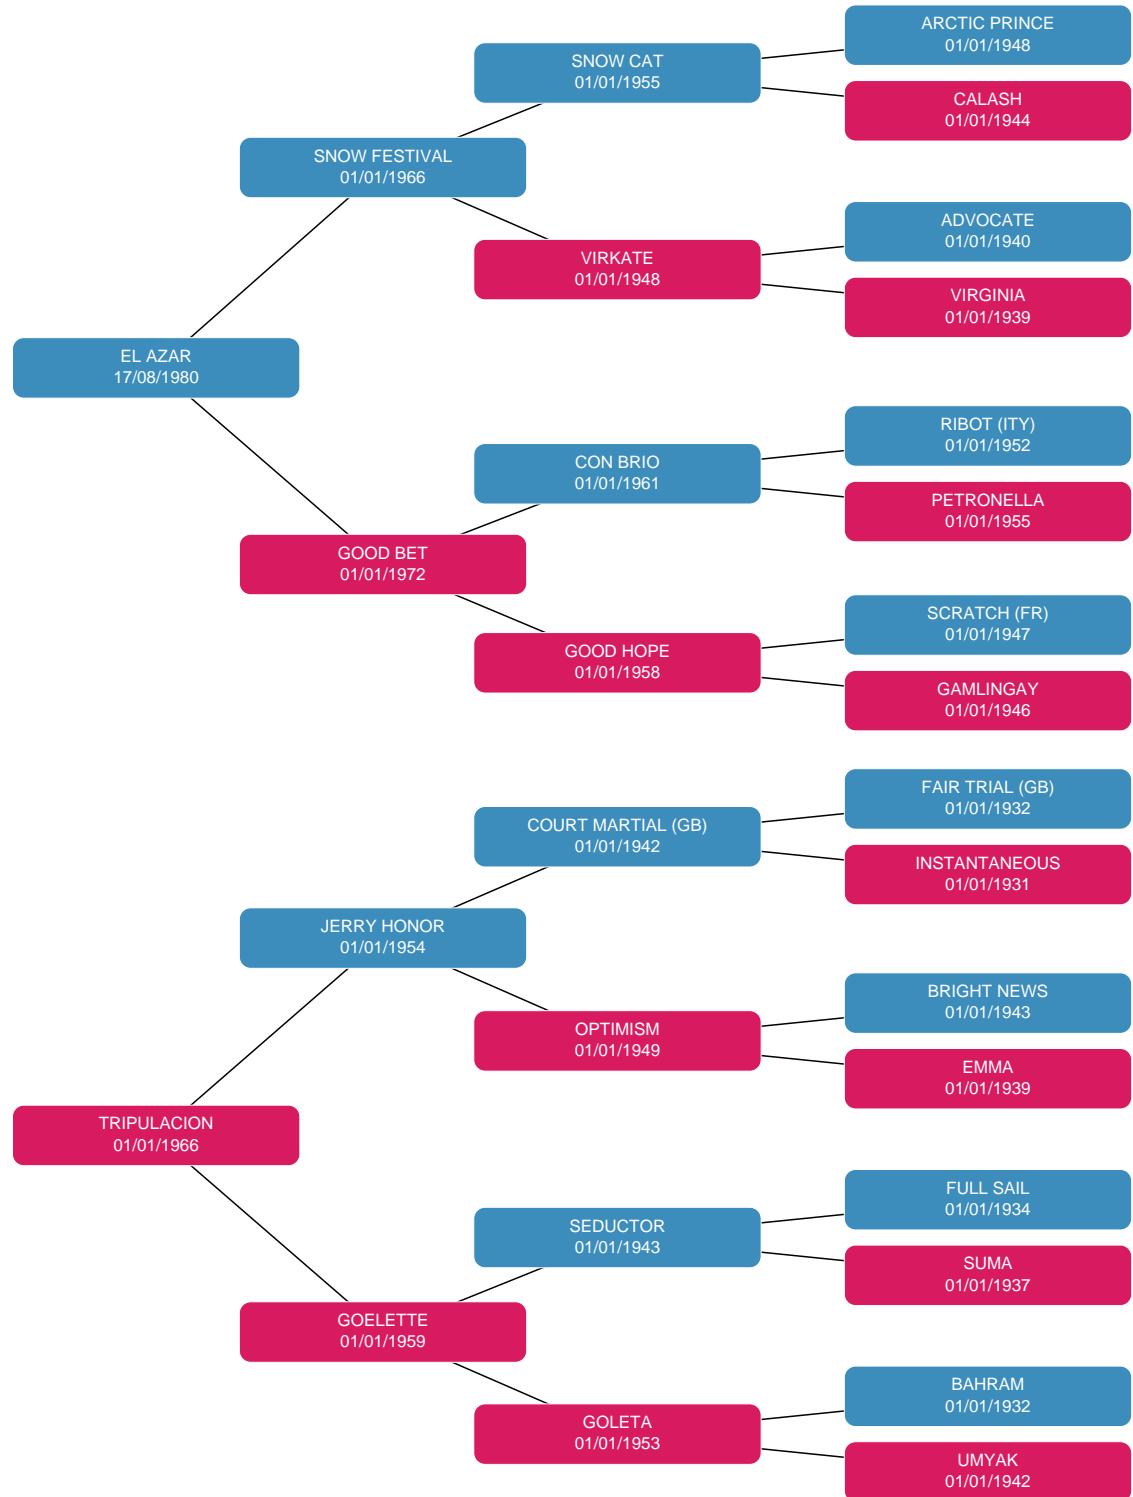 ARCTIC PRINCE
01/01/1948
SNOW CAT
01/01/1955
CALASH
01/01/1944
SNOW FESTIVAL
01/01/1966
ADVOCATE
01/01/1940
VIRKATE
01/01/1948
VIRGINIA
01/01/1939
EL AZAR
17/08/1980
RIBOT (ITY)
01/01/1952
CON BRIO
01/01/1961
PETRONELLA
01/01/1955
GOOD BET
01/01/1972
SCRATCH (FR)
01/01/1947
GOOD HOPE
01/01/1958
GAMLINGAY
01/01/1946
FAIR TRIAL (GB)
01/01/1932
COURT MARTIAL (GB)
01/01/1942
INSTANTANEOUS
01/01/1931
JERRY HONOR
01/01/1954
BRIGHT NEWS
01/01/1943
OPTIMISM
01/01/1949
EMMA
01/01/1939
TRIPULACION
01/01/1966
FULL SAIL
01/01/1934
SEDUCTOR
01/01/1943
SUMA
01/01/1937
GOELETTE
01/01/1959
BAHRAM
01/01/1932
GOLETA
01/01/1953
UMYAK
01/01/1942